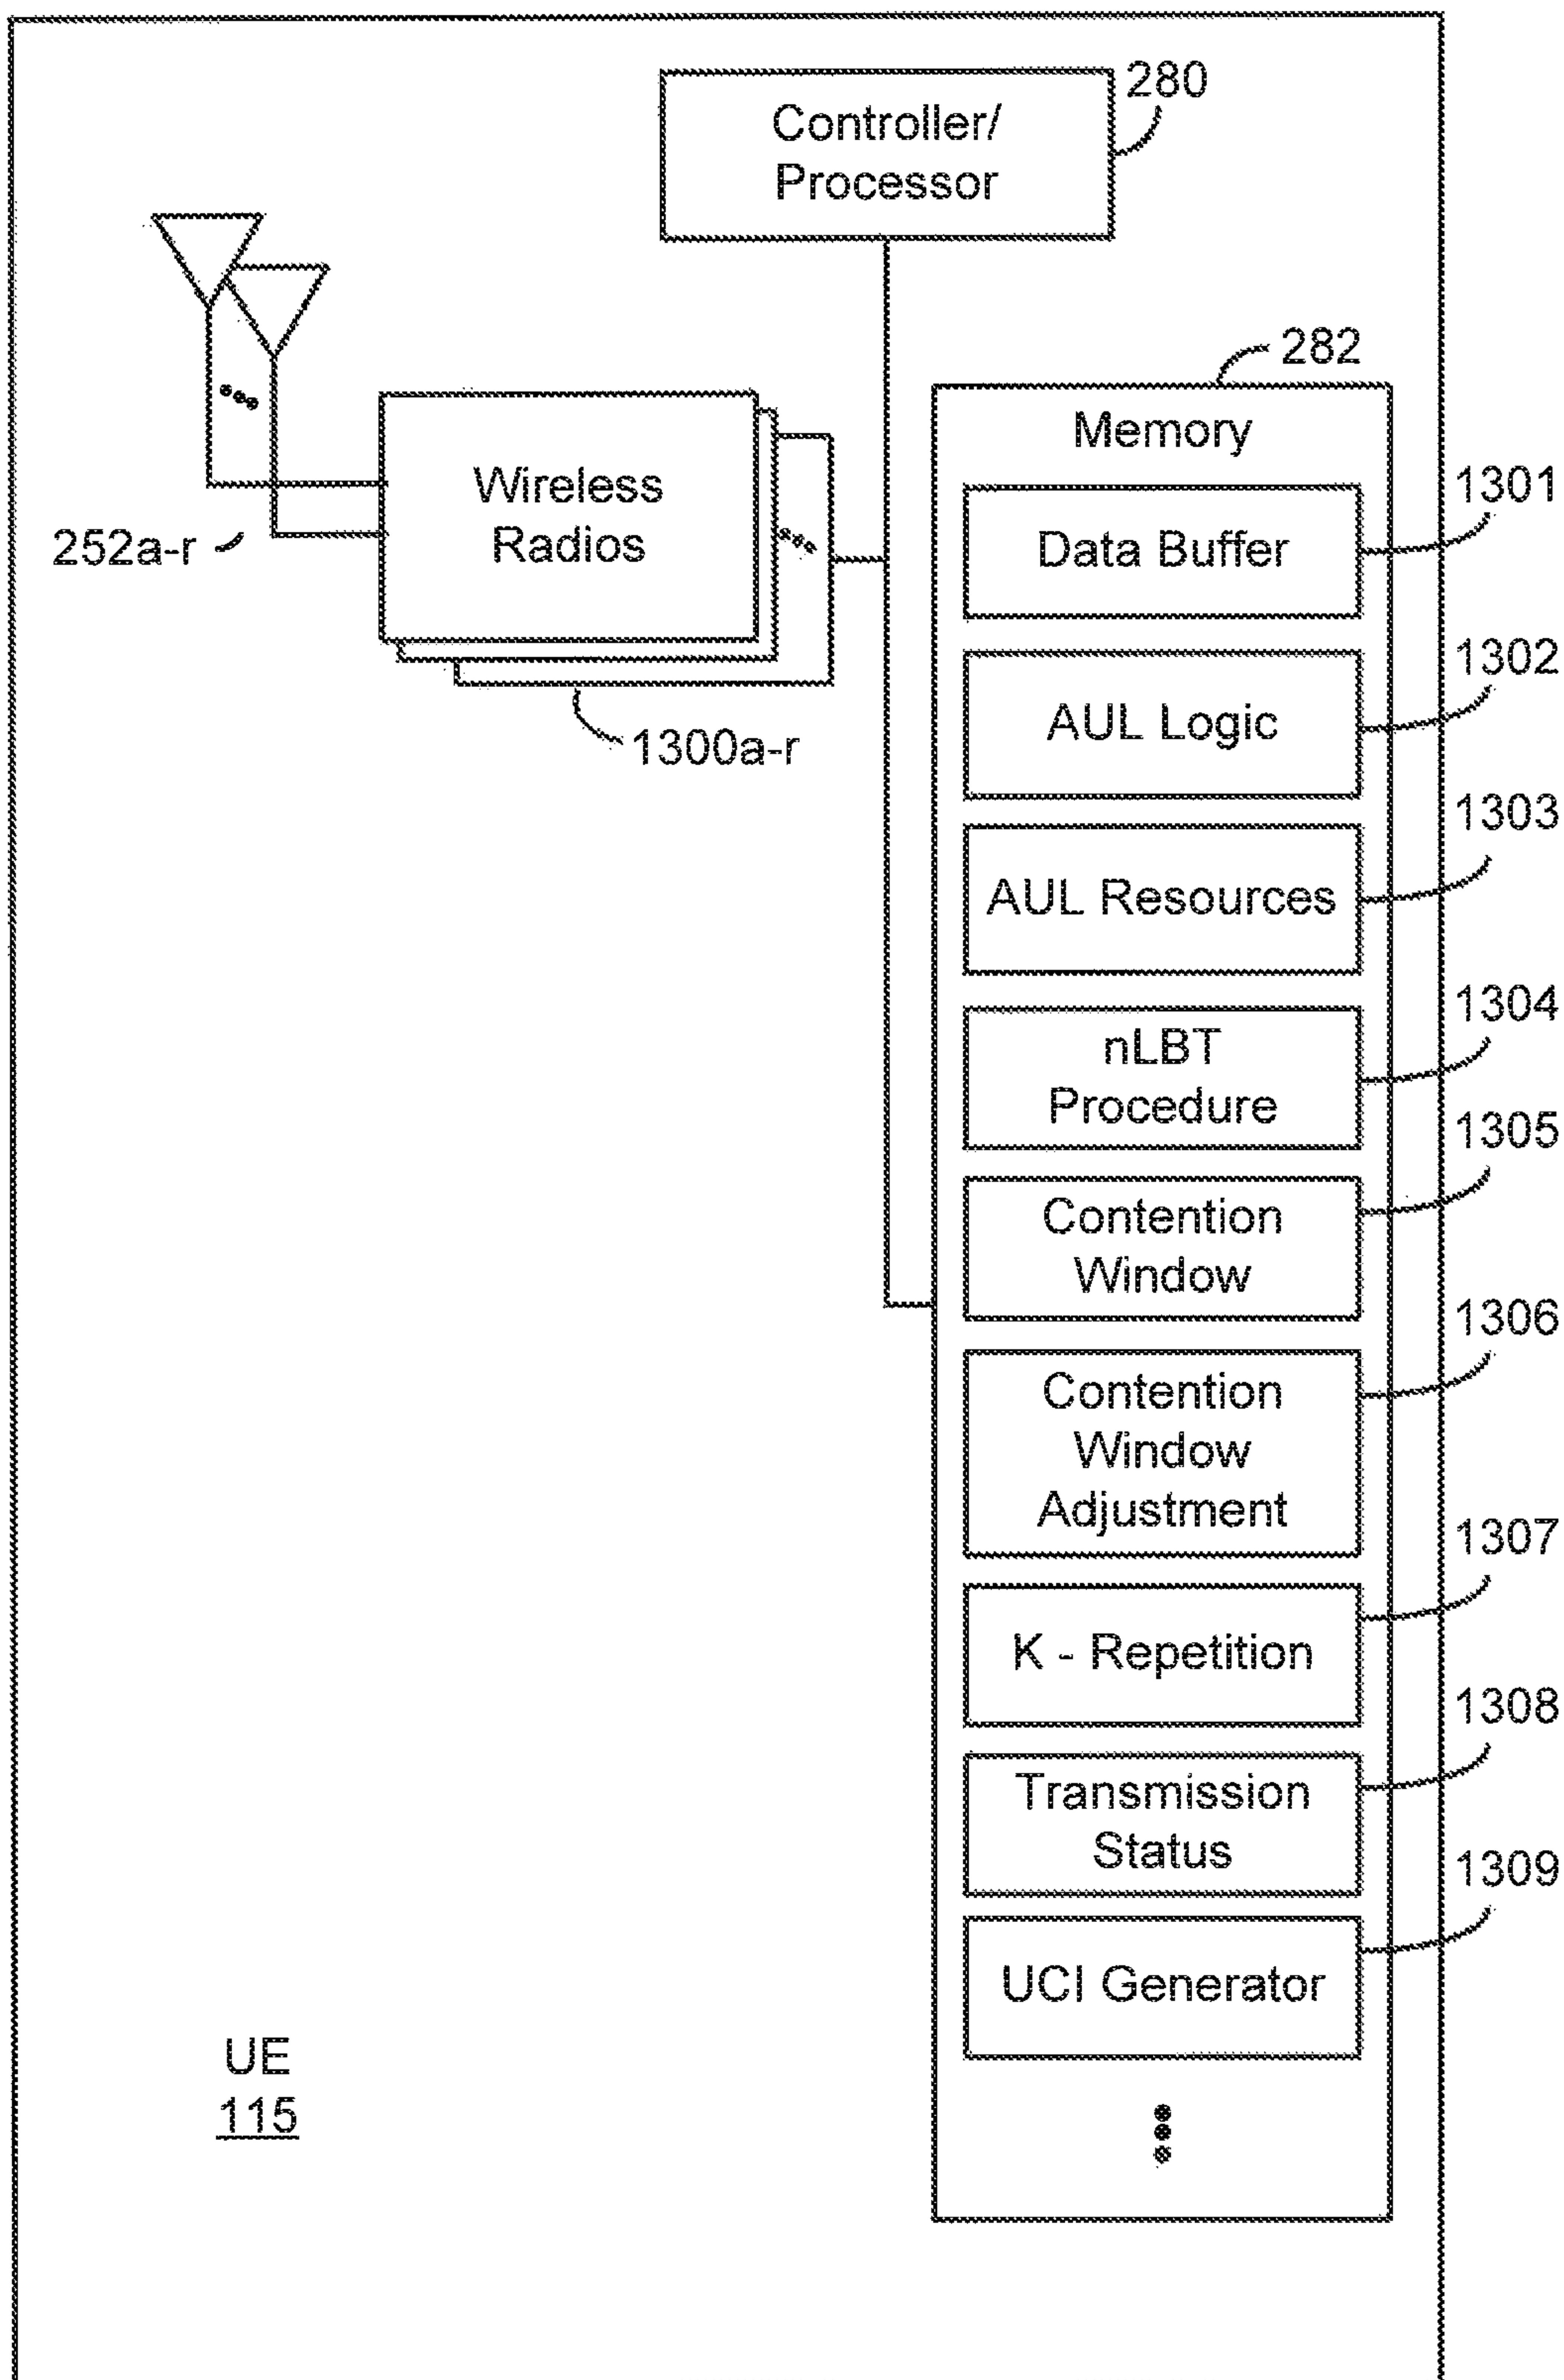 Controller/
Processor
280
282
Memory
Wireless
Radios
252a-r
1300a-r
Data Buffer
1301
AUL Logic
1302
AUL Resources
1303
nLBT
Procedure
1304
Contention
Window
1305
Contention
Window
Adjustment
1306
K - Repetition
1307
Transmission
Status
1308
UCI Generator
1309
UE
115